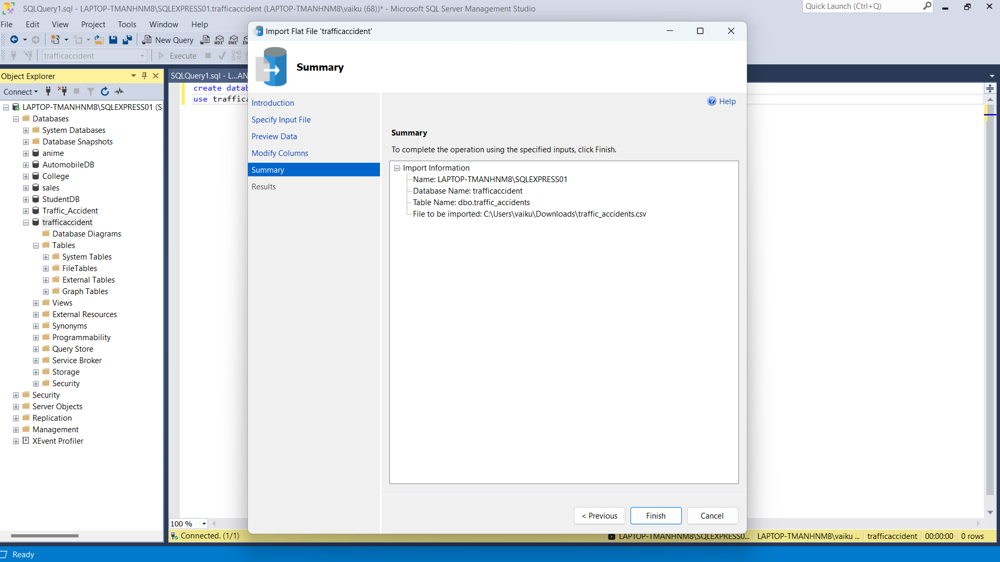 SQLQuery1.sql - LAPTOP-TMANHNM8\SQLEXPRESS01.trafficaccident (LAPTOP-TMANHNM8\vaiku (68))* - Microsoft SQL Server Management Studio
Quick Launch (Ctrl+Q)
File Edit View Project Tools Window Help
New Query
MDX DMX
trafficaccident
Execute
Object Explorer
Connect
LAPTOP-TMANHNM8\SQLEXPRESS01 (S
Databases
System Databases
Database Snapshots
anime
AutomobileDB
College
sales
StudentDB
Traffic_Accident
trafficaccident
Database Diagrams
Tables
System Tables
FileTables
External Tables
Graph Tables
Views
External Resources
Synonyms
Programmability
Query Store
Service Broker
Storage
Security
Security
Server Objects
Replication
Management
XEvent Profiler
SQLQuery1.sql - L...AN
create datab
use traffica
Import Flat File 'trafficaccident'
Summary
Introduction
Specify Input File
Preview Data
Modify Columns
Summary
Results
Help
Summary
To complete the operation using the specified inputs, click Finish.
Import Information
Name: LAPTOP-TMANHNM8\SQLEXPRESS01
Database Name: trafficaccident
Table Name: dbo.traffic_accidents
File to be imported: C:\Users\vaiku\Downloads\traffic_accidents.csv
< Previous
Finish
Cancel
100 %
Connected. (1/1)
LAPTOP-TMANHNM8\SQLEXPRESS0...
LAPTOP-TMANHNM8\vaiku ...
trafficaccident
00:00:00
0 rows
Ready